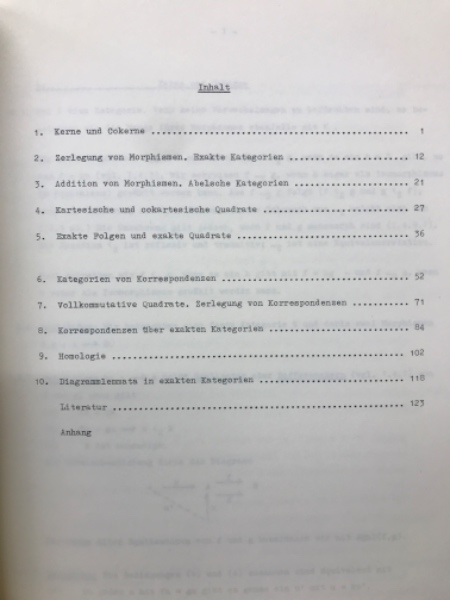 Inhalt
1. Kerne und Cokerne ........................................ 1
2. Zerlegung von Morphismen. Exakte Kategorien ................... 12
3. Addition von Morphismen. Abelsche Kategorien .................. 21
4. Kartesische und cokartesische Quadrate ....................... 27
5. Exakte Folgen und exakte Quadrate ........................... 36
6. Kategorien von Korrespondenzen .............................. 52
7. Vollkommutative Quadrate. Zerlegung von Korrespondenzen ........ 71
8. Korrespondenzen über exakten Kategorien ...................... 84
9. Homologie ................................................ 102
10. Diagrammlemmata in exakten Kategorien ....................... 118
Literatur ................................................ 123
Anhang